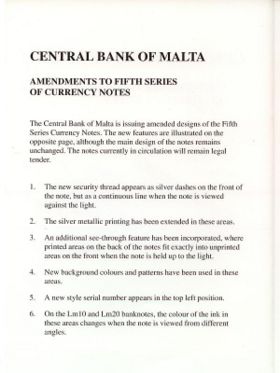 CENTRAL BANK OF MALTA
AMENDMENTS TO FIFTH SERIES
OF CURRENCY NOTES
The Central Bank of Malta is issuing amended designs of the Fifth
Series Currency Notes. The new features are illustrated on the
opposite page, although the main design of the notes remains
unchanged. The notes currently in circulation will remain legal
tender.
1. The new security thread appears as silver dashes on the front of
the note, but as a continuous line when the note is viewed
against the light.
2. The silver metallic printing has been extended in these areas.
3. An additional see-through feature has been incorporated, where
printed areas on the back of the notes fit exactly into unprinted
areas on the front when the note is held up to the light.
4. New background colours and patterns have been used in these
areas.
5. A new style serial number appears in the top left position.
6. On the Lm10 and Lm20 banknotes, the colour of the ink in
these areas changes when the note is viewed from different
angles.